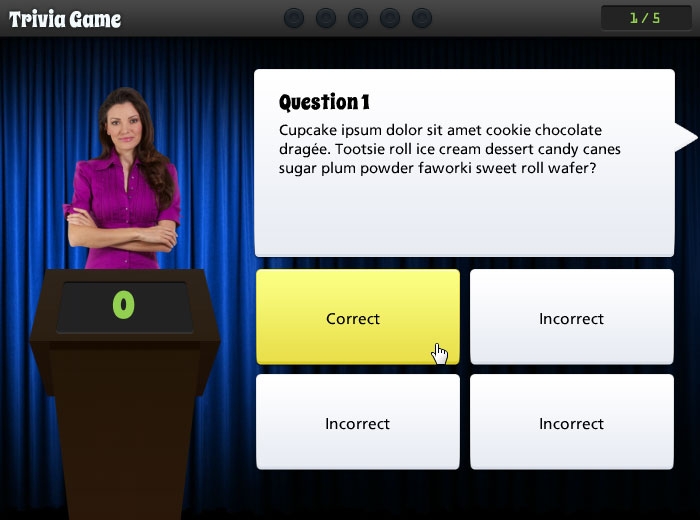 Trivia Game
1 / 5
Question 1
Cupcake ipsum dolor sit amet cookie chocolate
dragée. Tootsie roll ice cream dessert candy canes
sugar plum powder faworki sweet roll wafer?
0
Correct
Incorrect
Incorrect
Incorrect